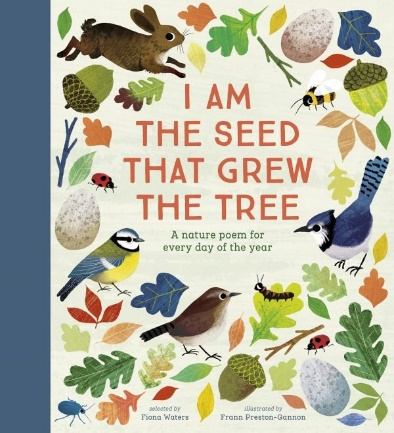 I AM
THE SEED
THAT GREW
THE TREE
A nature poem for
every day of the year
selected by
Fiona Waters
illustrated by
Frann Preston-Gannon